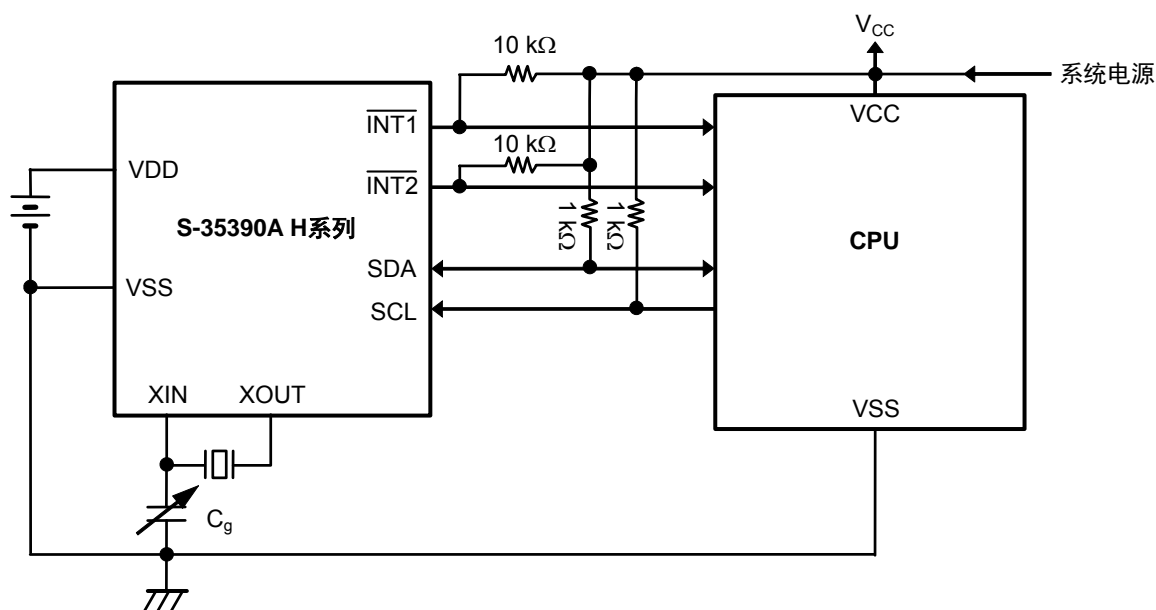 V_CC
10 kΩ
系统电源
INT1
VCC
10 kΩ
VDD
INT2
S-35390A H系列
1 kΩ
1 kΩ
CPU
SDA
VSS
SCL
XIN
XOUT
VSS
C_g